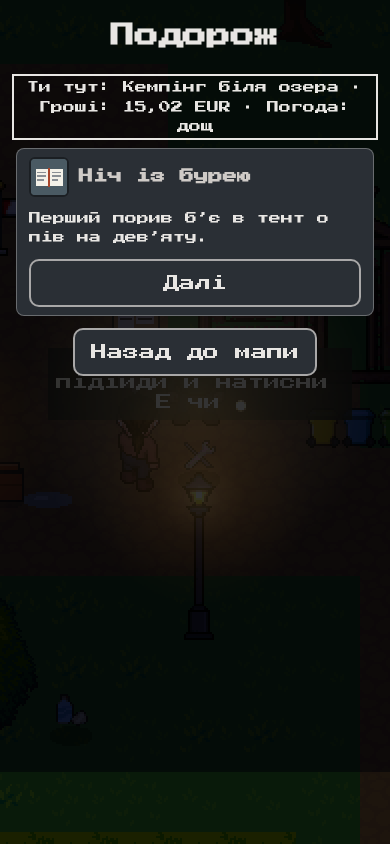 Подорож
Ти тут: Кемпінг біля озера ·
Гроші: 15,02 EUR · Погода:
дощ
Ніч із бурею
Перший порив б'є в тент о
пів на дев'яту.
Далі
Назад до мапи
підійди й натисни
E чи